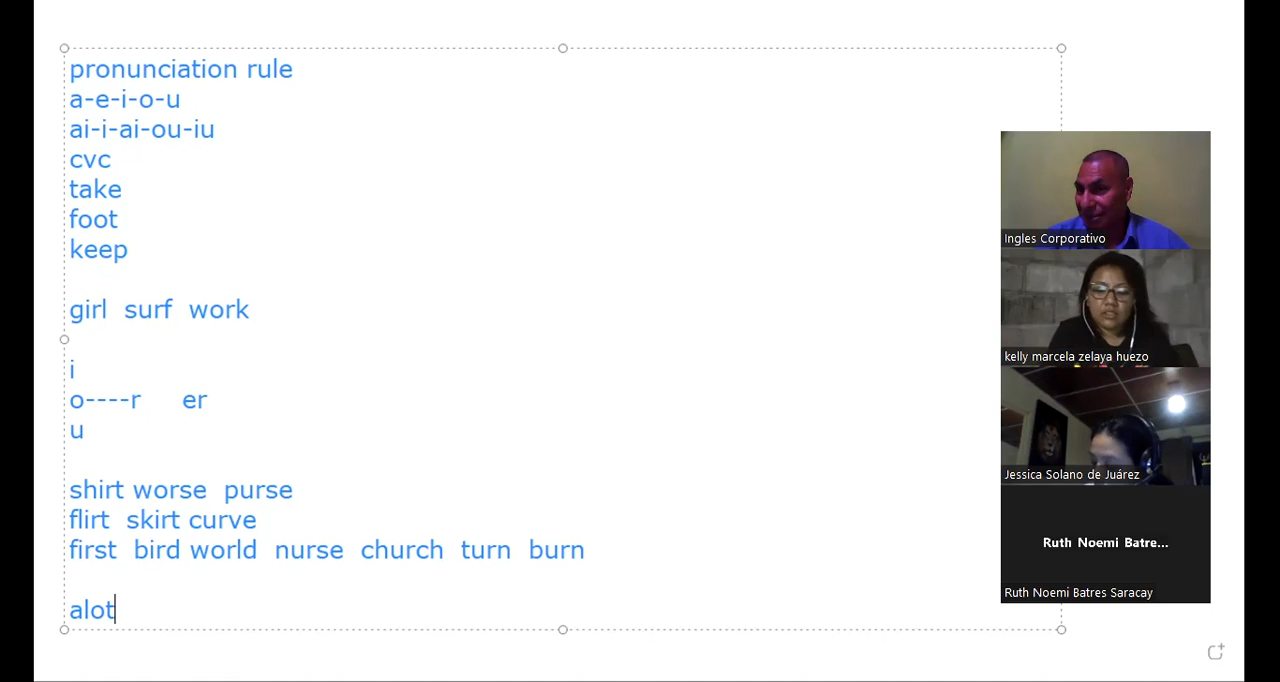 pronunciation rule
a-e-i-o-u
ai-i-ai-ou-iu
cvc
take
foot
keep
girl  surf  work
i
o----r     er
u
shirt worse  purse
flirt  skirt curve
first  bird world  nurse  church  turn  burn
alot
Ingles Corporativo
kelly marcela zelaya huezo
Jessica Solano de Juárez
Ruth Noemi Batre...
Ruth Noemi Batres Saracay